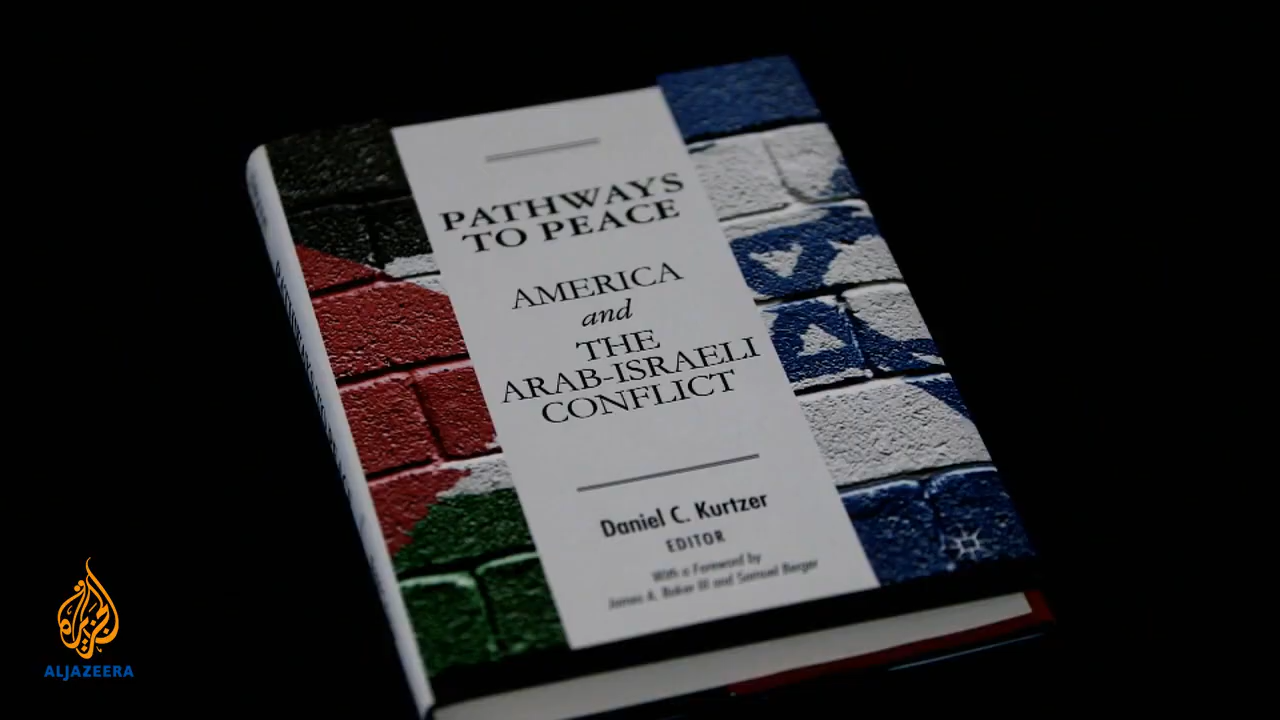 PATHWAYS
TO PEACE
AMERICA
and
THE
ARAB-ISRAELI
CONFLICT
Daniel C. Kurtzer
EDITOR
With a Foreword by
James A. Baker III and Samuel Berger
ALJAZEERA